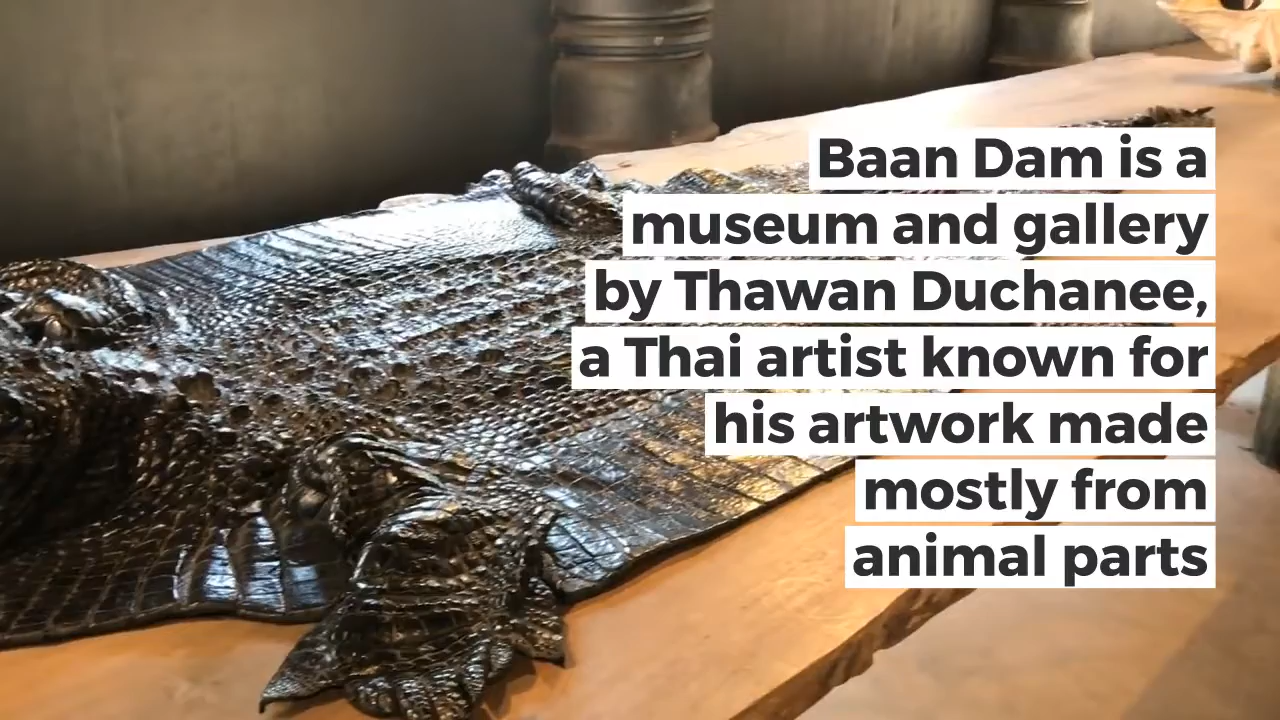 Baan Dam is a
museum and gallery
by Thawan Duchanee,
a Thai artist known for
his artwork made
mostly from
animal parts